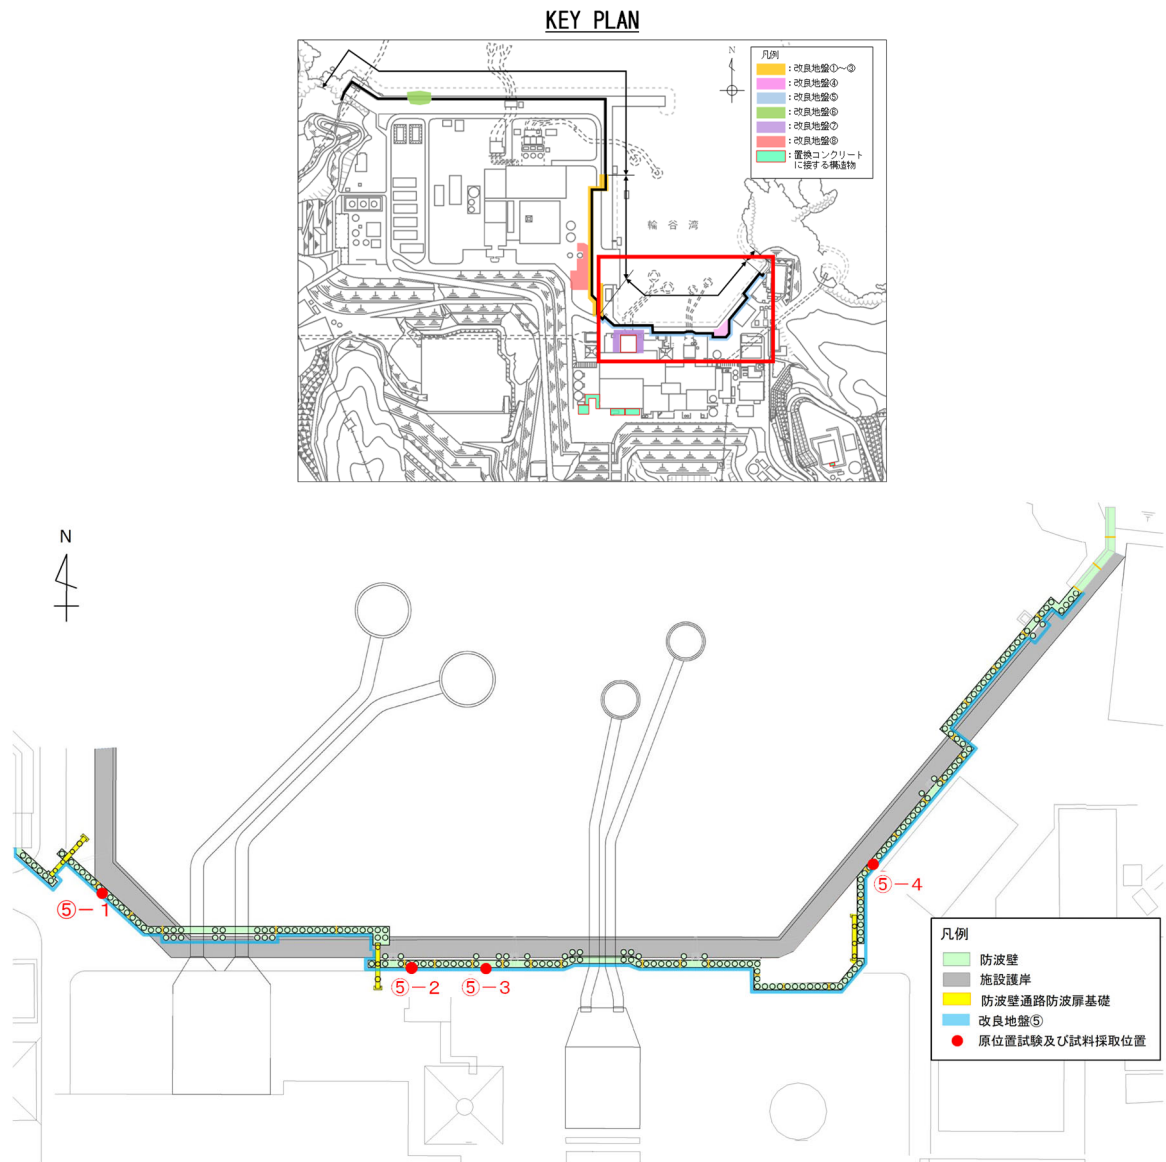 KEY PLAN
N
凡例
：改良地盤①～③
：改良地盤④
：改良地盤⑤
：改良地盤⑥
：改良地盤⑦
：改良地盤⑧
：置換コンクリート
に接する構造物
輪谷湾
N
⑤－1
⑤－2
⑤－3
⑤－4
凡例
防波壁
施設護岸
防波壁通路防波扉基礎
改良地盤⑤
原位置試験及び試料採取位置